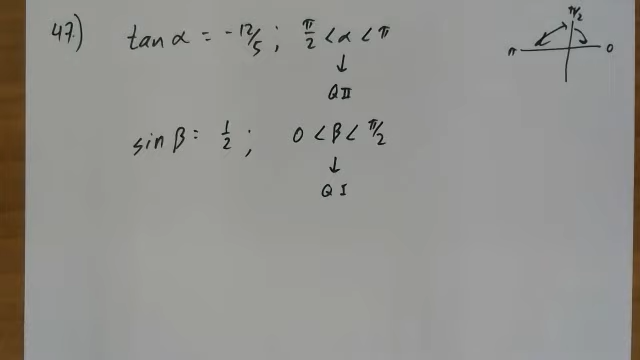 47.) tan α = -12/5 ; π/2 < α < π
↓
Q II
sin β = 1/2 ; 0 < β < π/2
↓
Q I
π/2
π 0